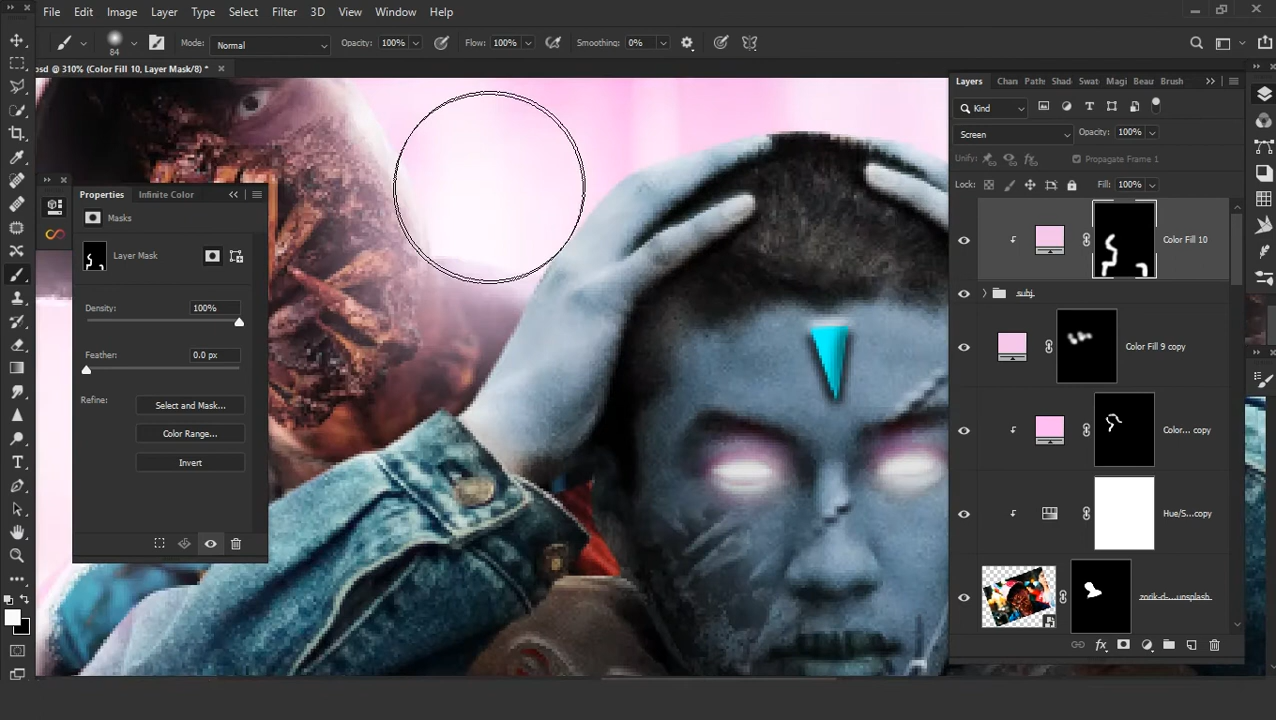 File Edit Image Layer Type Select Filter 3D View Window Help
84 Mode: Normal Opacity: 100% Flow: 100% Smoothing: 0%
osd @ 310% (Color Fill 10, Layer Mask/8) *
Layers Chan Pathe Shad Swat Magi Beau Brush
Kind
Screen Opacity: 100%
Unify: Propagate Frame 1
Lock: Fill: 100%
Properties Infinite Color
Masks
Layer Mask
Density: 100%
Feather: 0.0 px
Refine: Select and Mask...
Color Range...
Invert
Color Fill 10
subj
Color Fill 9 copy
Color... copy
Hue/S...copy
zorik-d-...unsplash
fx